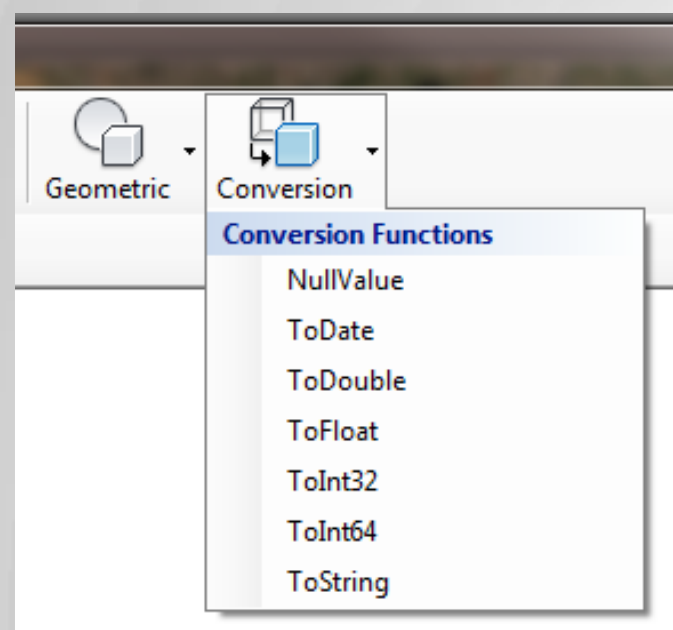 Geometric
Conversion
Conversion Functions
NullValue
ToDate
ToDouble
ToFloat
ToInt32
ToInt64
ToString